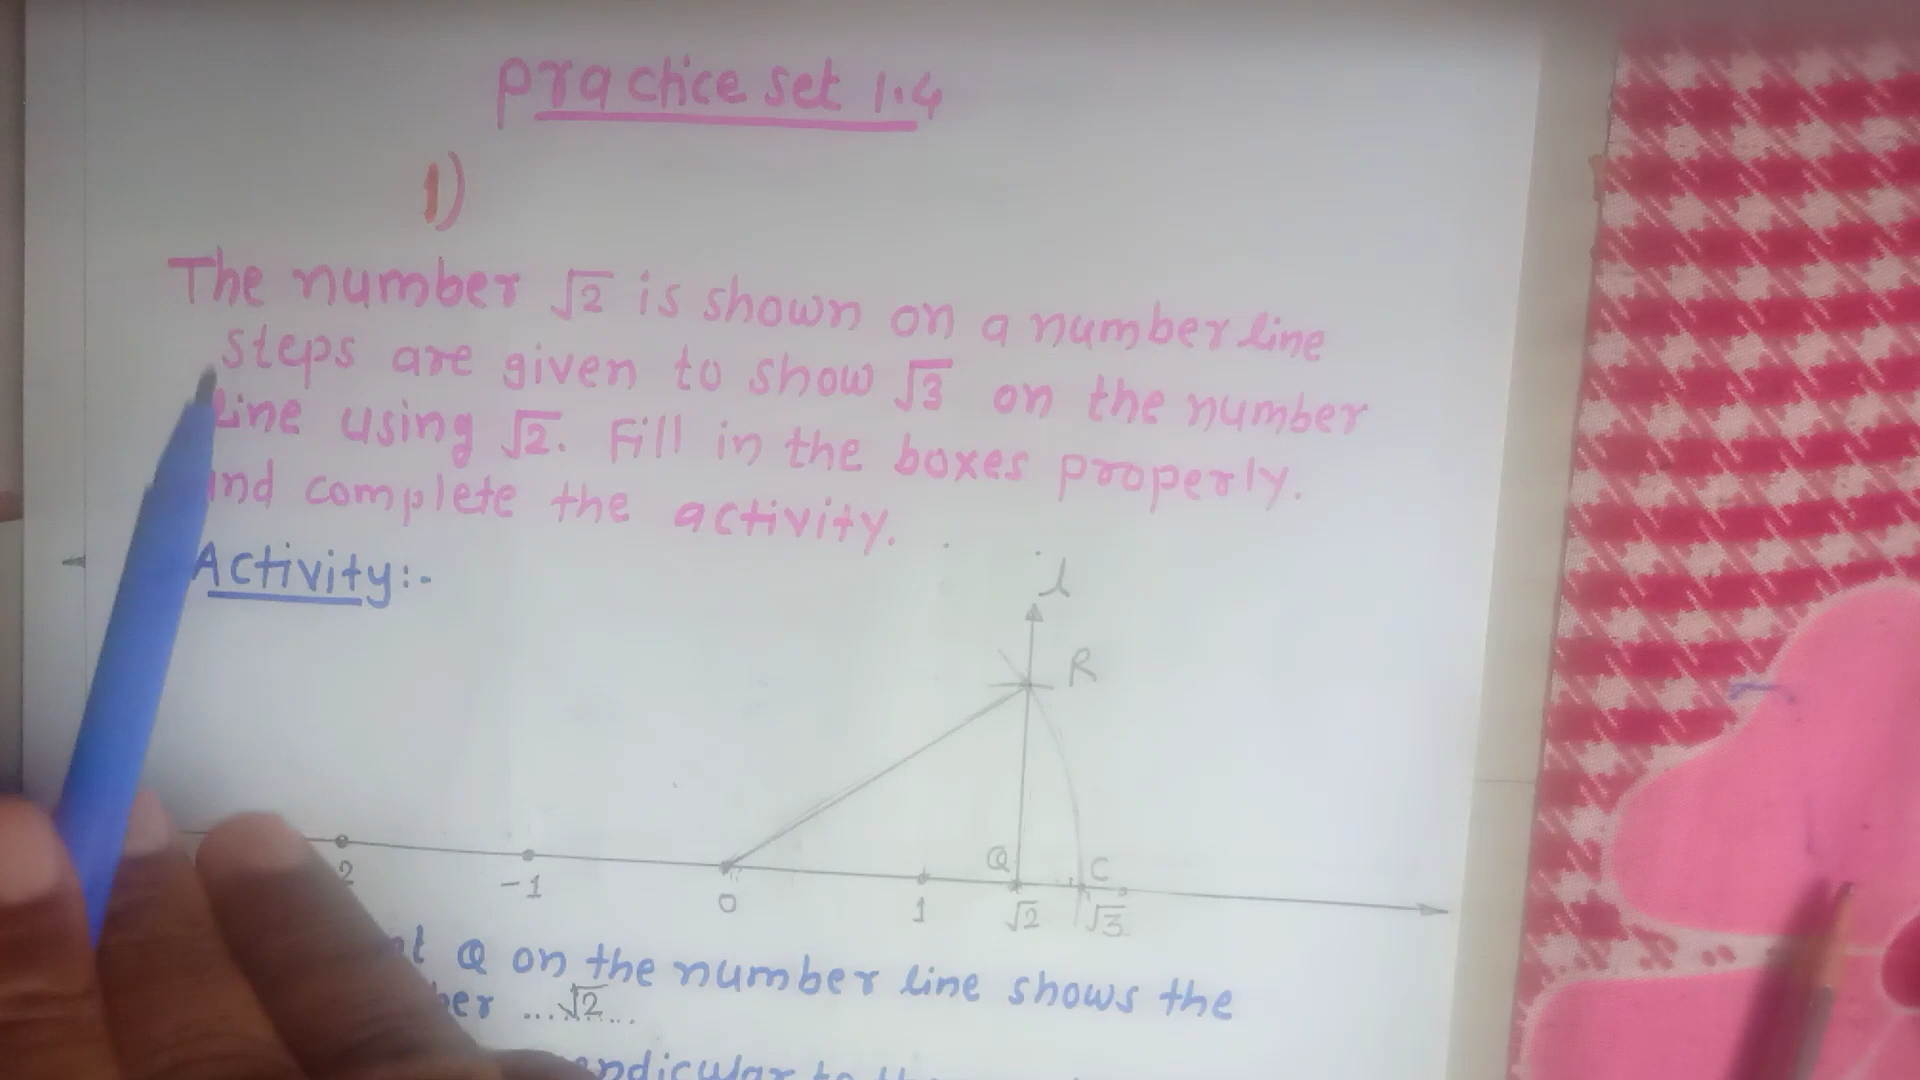 practice set 1.4
1)
The number √2 is shown on a number line
steps are given to show √3 on the number
line using √2. Fill in the boxes properly.
and complete the activity.
Activity:-
l
R
Q C
2 -1 0 1 √2 √3
Q on the number line shows the
...√2...